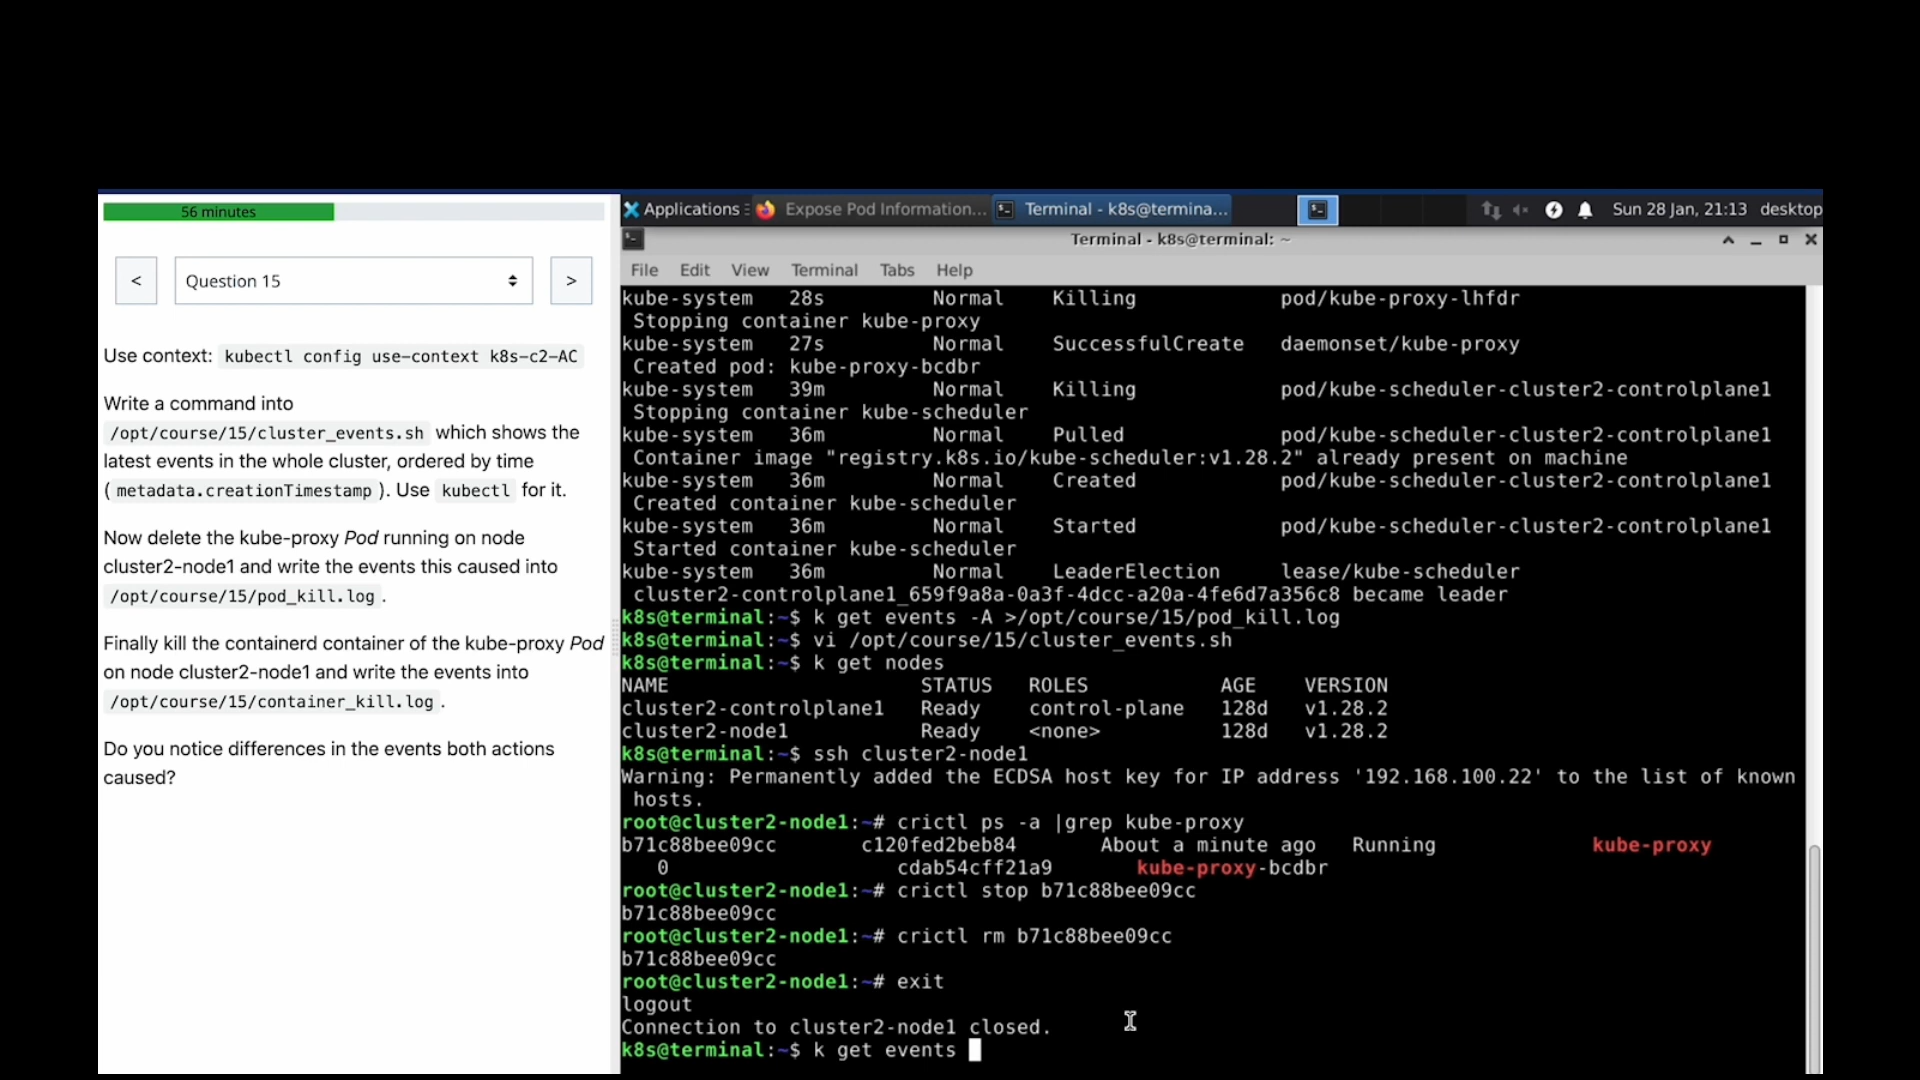 56 minutes
<
Question 15
>
Use context: kubectl config use-context k8s-c2-AC
Write a command into
/opt/course/15/cluster_events.sh which shows the
latest events in the whole cluster, ordered by time
( metadata.creationTimestamp ). Use kubectl for it.
Now delete the kube-proxy Pod running on node
cluster2-node1 and write the events this caused into
/opt/course/15/pod_kill.log .
Finally kill the containerd container of the kube-proxy Pod
on node cluster2-node1 and write the events into
/opt/course/15/container_kill.log .
Do you notice differences in the events both actions
caused?
Applications Expose Pod Information... Terminal - k8s@termina... Sun 28 Jan, 21:13 desktop
Terminal - k8s@terminal: ~
File Edit View Terminal Tabs Help
kube-system 28s Normal Killing pod/kube-proxy-lhfdr
Stopping container kube-proxy
kube-system 27s Normal SuccessfulCreate daemonset/kube-proxy
Created pod: kube-proxy-bcdbr
kube-system 39m Normal Killing pod/kube-scheduler-cluster2-controlplane1
Stopping container kube-scheduler
kube-system 36m Normal Pulled pod/kube-scheduler-cluster2-controlplane1
Container image "registry.k8s.io/kube-scheduler:v1.28.2" already present on machine
kube-system 36m Normal Created pod/kube-scheduler-cluster2-controlplane1
Created container kube-scheduler
kube-system 36m Normal Started pod/kube-scheduler-cluster2-controlplane1
Started container kube-scheduler
kube-system 36m Normal LeaderElection lease/kube-scheduler
cluster2-controlplane1_659f9a8a-0a3f-4dcc-a20a-4fe6d7a356c8 became leader
k8s@terminal:~$ k get events -A >/opt/course/15/pod_kill.log
k8s@terminal:~$ vi /opt/course/15/cluster_events.sh
k8s@terminal:~$ k get nodes
NAME STATUS ROLES AGE VERSION
cluster2-controlplane1 Ready control-plane 128d v1.28.2
cluster2-node1 Ready <none> 128d v1.28.2
k8s@terminal:~$ ssh cluster2-node1
Warning: Permanently added the ECDSA host key for IP address '192.168.100.22' to the list of known
hosts.
root@cluster2-node1:~# crictl ps -a |grep kube-proxy
b71c88bee09cc c120fed2beb84 About a minute ago Running kube-proxy
0 cdab54cff21a9 kube-proxy-bcdbr
root@cluster2-node1:~# crictl stop b71c88bee09cc
b71c88bee09cc
root@cluster2-node1:~# crictl rm b71c88bee09cc
b71c88bee09cc
root@cluster2-node1:~# exit
logout
Connection to cluster2-node1 closed.
k8s@terminal:~$ k get events